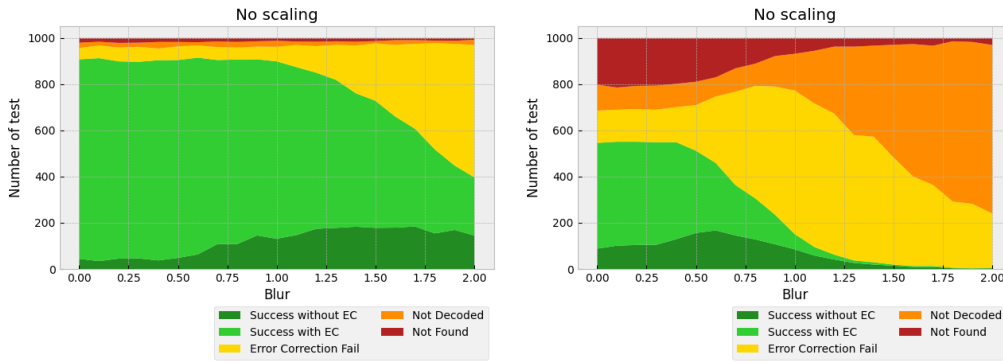 No scaling
1000
800
600
400
200
0
Number of test
0.00 0.25 0.50 0.75 1.00 1.25 1.50 1.75 2.00
Blur
Success without EC
Success with EC
Error Correction Fail
Not Decoded
Not Found
No scaling
1000
800
600
400
200
0
Number of test
0.00 0.25 0.50 0.75 1.00 1.25 1.50 1.75 2.00
Blur
Success without EC
Success with EC
Error Correction Fail
Not Decoded
Not Found